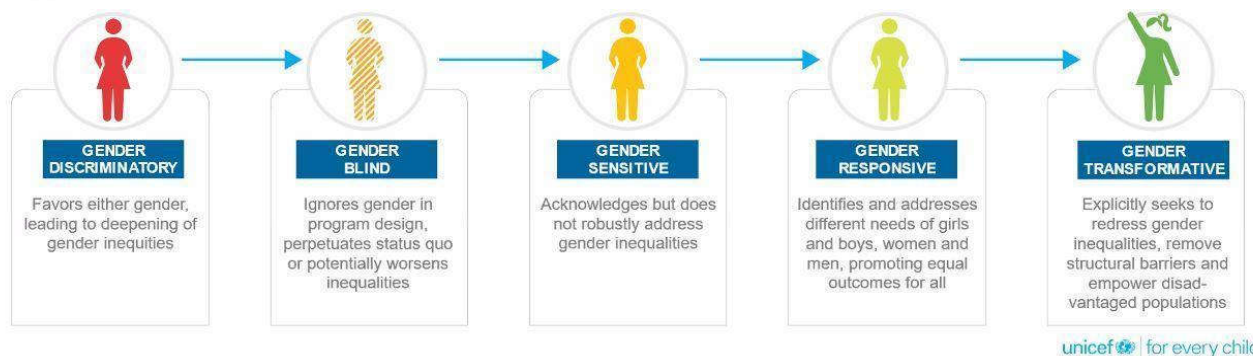 GENDER
DISCRIMINATORY
Favors either gender,
leading to deepening of
gender inequities
GENDER
BLIND
Ignores gender in
program design,
perpetuates status quo
or potentially worsens
inequalities
GENDER
SENSITIVE
Acknowledges but does
not robustly address
gender inequalities
GENDER
RESPONSIVE
Identifies and addresses
different needs of girls
and boys, women and
men, promoting equal
outcomes for all
GENDER
TRANSFORMATIVE
Explicitly seeks to
redress gender
inequalities, remove
structural barriers and
empower disad-
vantaged populations
unicef | for every child